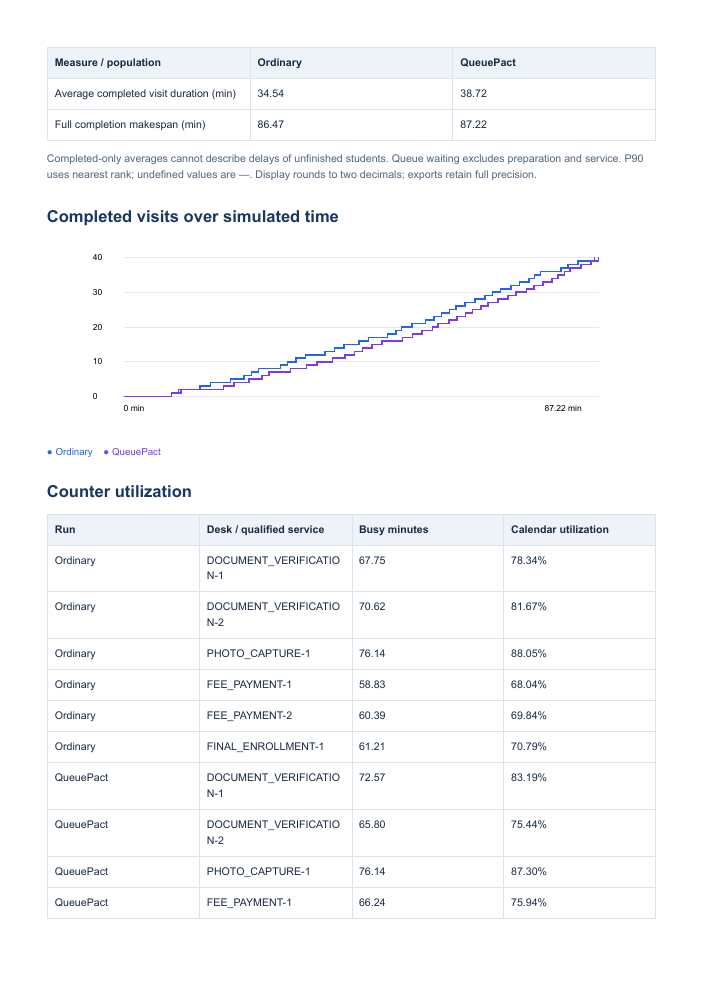 Measure / population Ordinary QueuePact
Average completed visit duration (min) 34.54 38.72
Full completion makespan (min) 86.47 87.22
Completed-only averages cannot describe delays of unfinished students. Queue waiting excludes preparation and service. P90
uses nearest rank; undefined values are —. Display rounds to two decimals; exports retain full precision.
Completed visits over simulated time
40
30
20
10
0
0 min 87.22 min
● Ordinary ● QueuePact
Counter utilization
Run Desk / qualified service Busy minutes Calendar utilization
Ordinary DOCUMENT_VERIFICATIO 67.75 78.34%
N-1
Ordinary DOCUMENT_VERIFICATIO 70.62 81.67%
N-2
Ordinary PHOTO_CAPTURE-1 76.14 88.05%
Ordinary FEE_PAYMENT-1 58.83 68.04%
Ordinary FEE_PAYMENT-2 60.39 69.84%
Ordinary FINAL_ENROLLMENT-1 61.21 70.79%
QueuePact DOCUMENT_VERIFICATIO 72.57 83.19%
N-1
QueuePact DOCUMENT_VERIFICATIO 65.80 75.44%
N-2
QueuePact PHOTO_CAPTURE-1 76.14 87.30%
QueuePact FEE_PAYMENT-1 66.24 75.94%